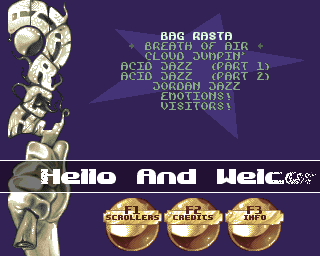 BAG RASTA
+ BREATH OF AIR +
CLOUD JUMPIN'
ACID JAZZ (PART 1)
ACID JAZZ (PART 2)
JORDAN JAZZ
EMOTIONS;
VISITORS;
Hello And Welco
F1
SCROLLERS
F2
CREDITS
F3
INFO